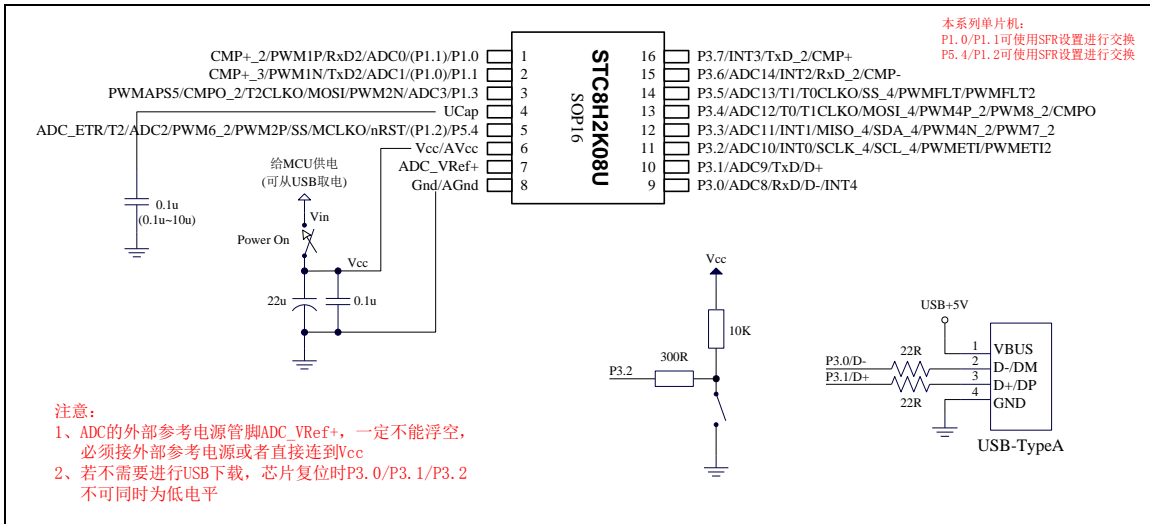 本系列单片机:
P1.0/P1.1可使用SFR设置进行交换
P5.4/P1.2可使用SFR设置进行交换
STC8H2K08U
SOP16
CMP+_2/PWM1P/RxD2/ADC0/(P1.1)/P1.0 1
CMP+_3/PWM1N/TxD2/ADC1/(P1.0)/P1.1 2
PWMAPS5/CMPO_2/T2CLKO/MOSI/PWM2N/ADC3/P1.3 3
UCap 4
ADC_ETR/T2/ADC2/PWM6_2/PWM2P/SS/MCLKO/nRST/(P1.2)/P5.4 5
Vcc/AVcc 6
ADC_VRef+ 7
Gnd/AGnd 8
16 P3.7/INT3/TxD_2/CMP+
15 P3.6/ADC14/INT2/RxD_2/CMP-
14 P3.5/ADC13/T1/T0CLKO/SS_4/PWMFLT/PWMFLT2
13 P3.4/ADC12/T0/T1CLKO/MOSI_4/PWM4P_2/PWM8_2/CMPO
12 P3.3/ADC11/INT1/MISO_4/SDA_4/PWM4N_2/PWM7_2
11 P3.2/ADC10/INT0/SCLK_4/SCL_4/PWMETI/PWMETI2
10 P3.1/ADC9/TxD/D+
9 P3.0/ADC8/RxD/D-/INT4
给MCU供电
(可从USB取电)
0.1u
(0.1u~10u)
Vin
Power On
Vcc
22u
0.1u
Vcc
10K
300R
P3.2
USB+5V
P3.0/D-
P3.1/D+
22R
22R
1 VBUS
2 D-/DM
3 D+/DP
4 GND
USB-TypeA
注意:
1、ADC的外部参考电源管脚ADC_VRef+，一定不能浮空，
必须接外部参考电源或者直接连到Vcc
2、若不需要进行USB下载，芯片复位时P3.0/P3.1/P3.2
不可同时为低电平